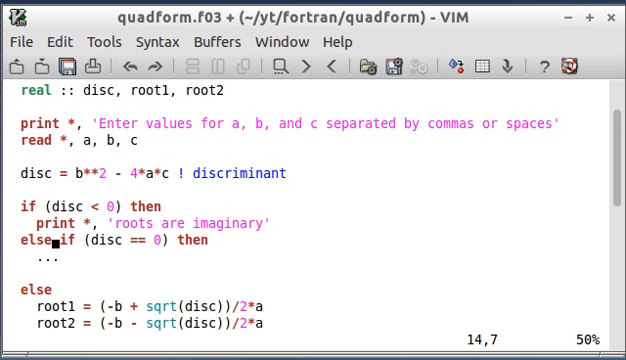 quadform.f03 + (~/yt/fortran/quadform) - VIM
File Edit Tools Syntax Buffers Window Help
real :: disc, root1, root2
print *, 'Enter values for a, b, and c separated by commas or spaces'
read *, a, b, c
disc = b**2 - 4*a*c ! discriminant
if (disc < 0) then
print *, 'roots are imaginary'
else if (disc == 0) then
...
else
root1 = (-b + sqrt(disc))/2*a
root2 = (-b - sqrt(disc))/2*a
14,7 50%